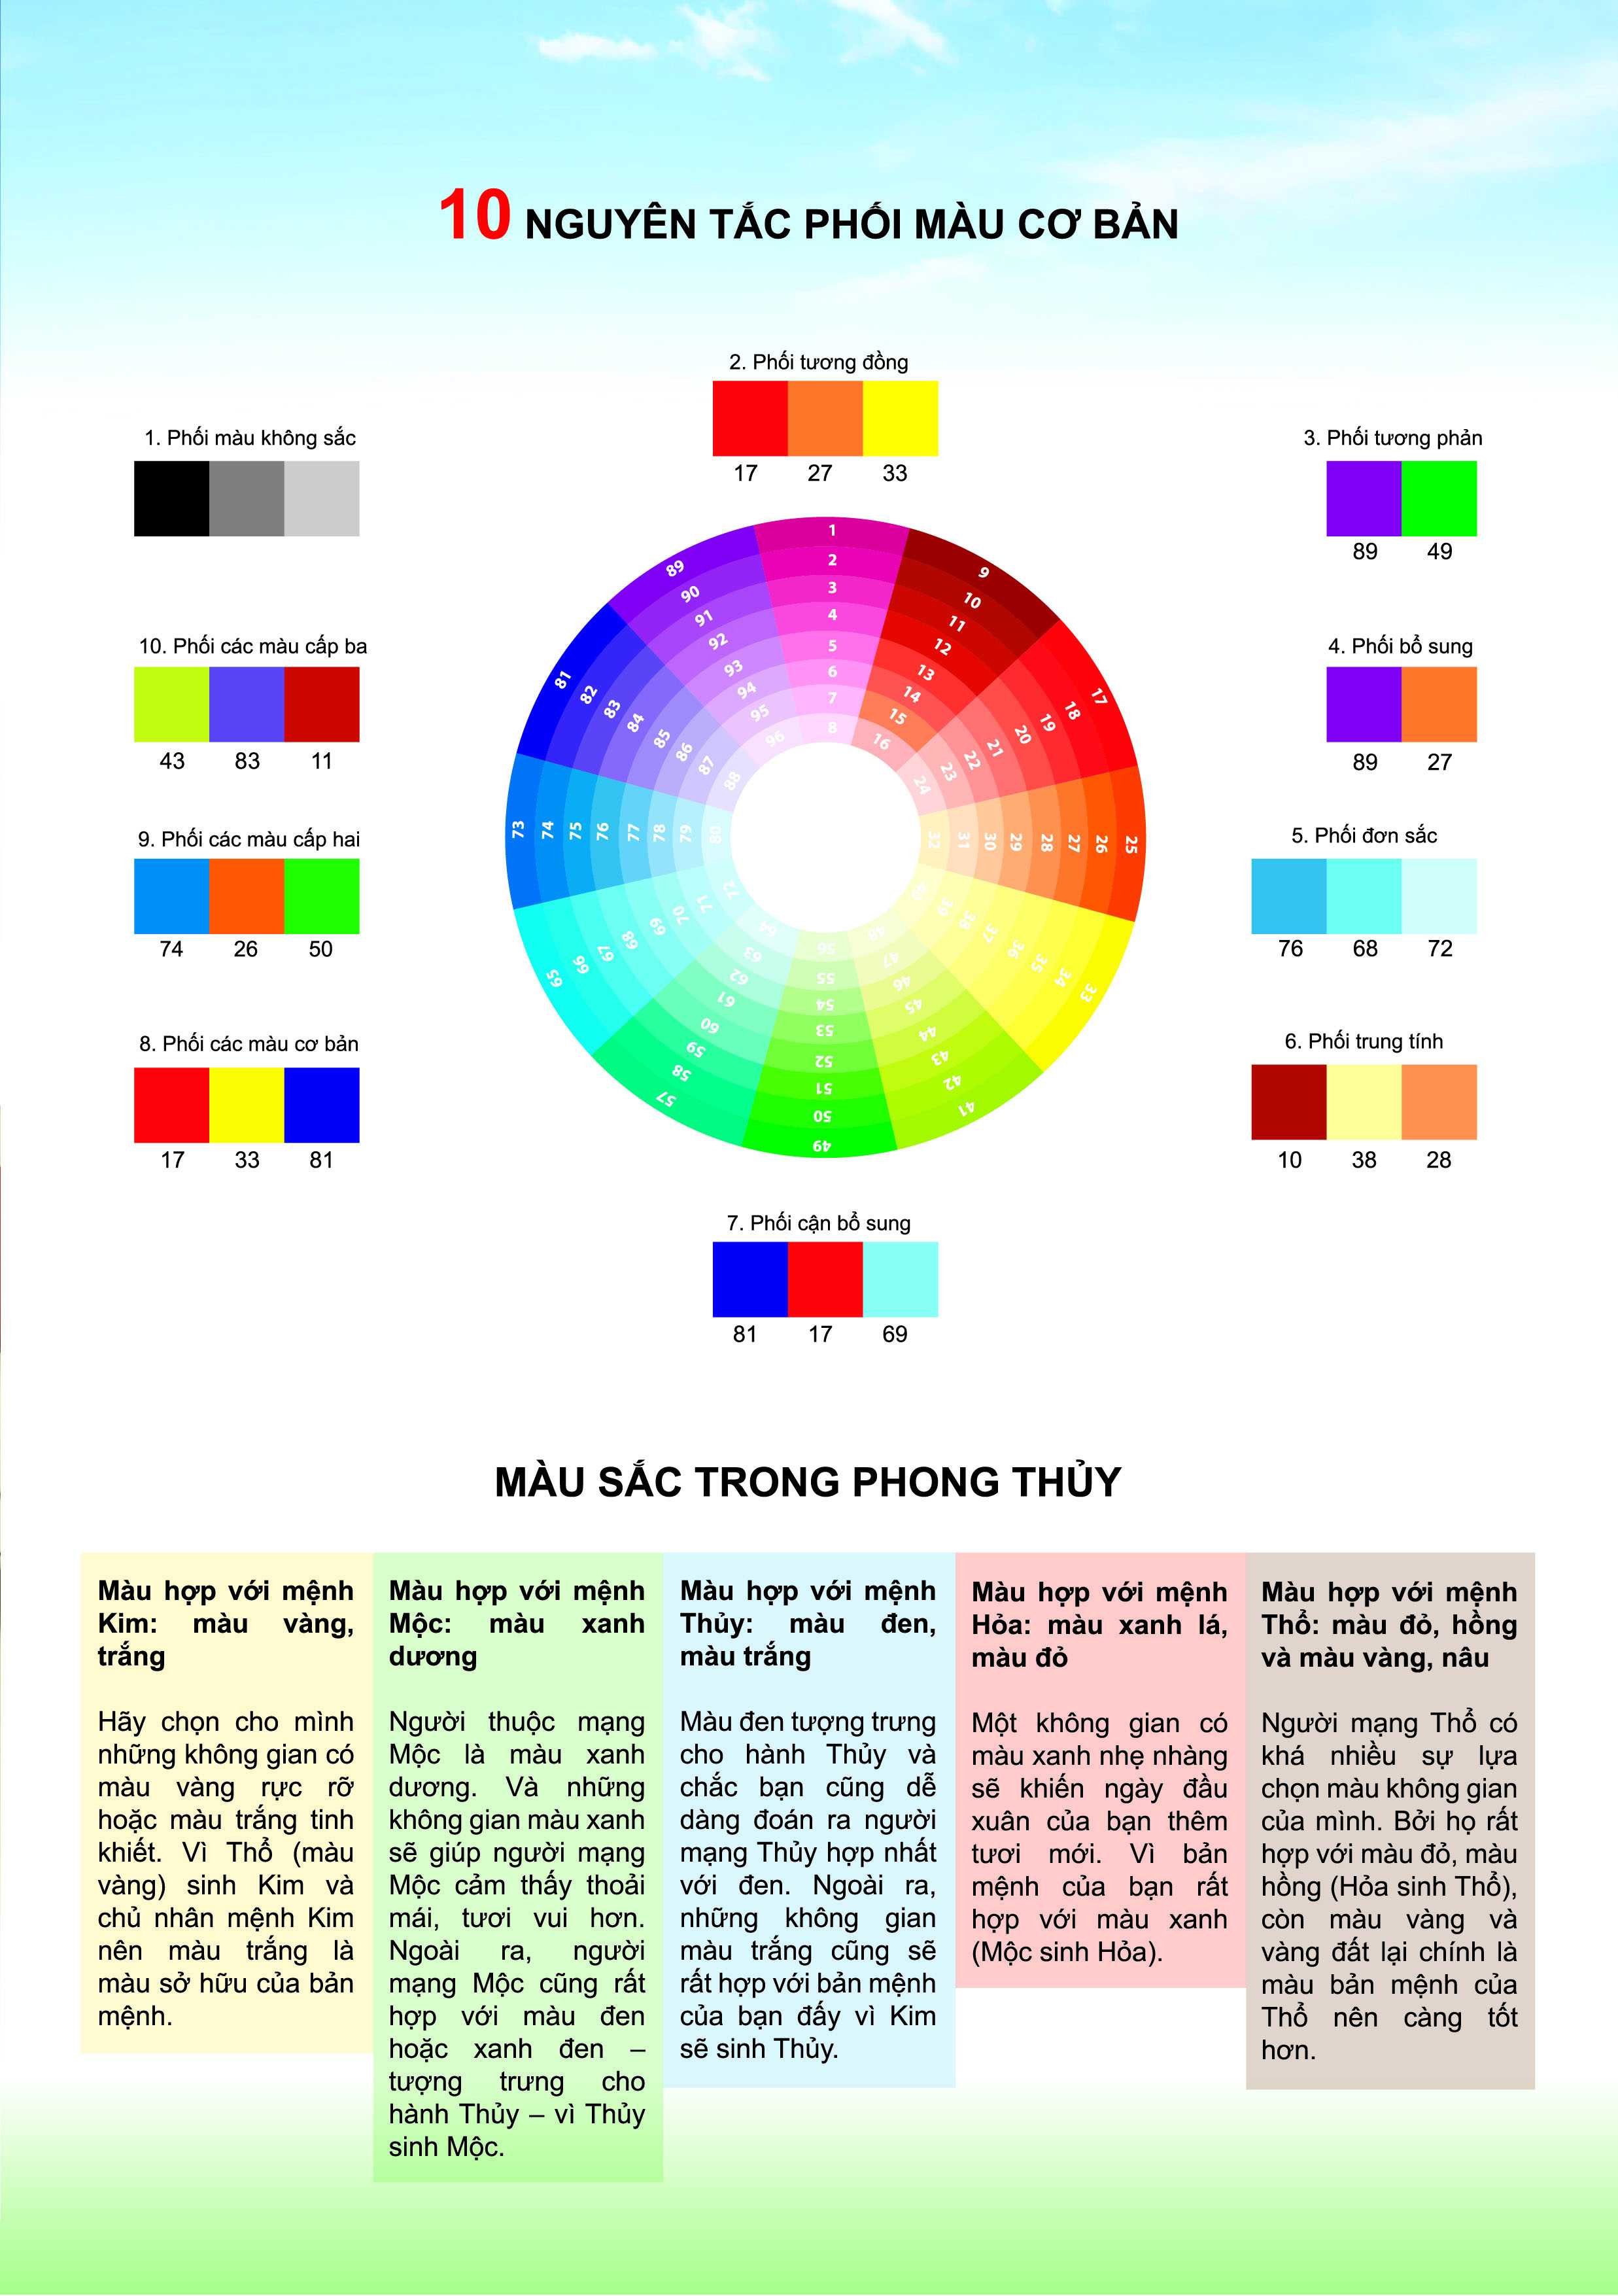 10 NGUYÊN TẮC PHỐI MÀU CƠ BẢN
2. Phối tương đồng
17 27 33
1. Phối màu không sắc
3. Phối tương phản
89 49
10. Phối các màu cấp ba
43 83 11
4. Phối bổ sung
89 27
9. Phối các màu cấp hai
74 26 50
5. Phối đơn sắc
76 68 72
8. Phối các màu cơ bản
17 33 81
6. Phối trung tính
10 38 28
7. Phối cận bổ sung
81 17 69
1 2 3 4 5 6 7 8
9 10 11 12 13 14 15 16
17 18 19 20 21 22 23 24
25 26 27 28 29 30 31 32
33 34 35 36 37 38 39 40
41 42 43 44 45 46 47 48
49 50 51 52 53 54 55 56
57 58 59 60 61 62 63 64
65 66 67 68 69 70 71 72
73 74 75 76 77 78 79 80
81 82 83 84 85 86 87 88
89 90 91 92 93 94 95 96
MÀU SẮC TRONG PHONG THỦY
Màu hợp với mệnh
Kim: màu vàng,
trắng
Hãy chọn cho mình
những không gian có
màu vàng rực rỡ
hoặc màu trắng tinh
khiết. Vì Thổ (màu
vàng) sinh Kim và
chủ nhân mệnh Kim
nên màu trắng là
màu sở hữu của bản
mệnh.
Màu hợp với mệnh
Mộc: màu xanh
dương
Người thuộc mạng
Mộc là màu xanh
dương. Và những
không gian màu xanh
sẽ giúp người mạng
Mộc cảm thấy thoải
mái, tươi vui hơn.
Ngoài ra, người
mạng Mộc cũng rất
hợp với màu đen
hoặc xanh đen –
tượng trưng cho
hành Thủy – vì Thủy
sinh Mộc.
Màu hợp với mệnh
Thủy: màu đen,
màu trắng
Màu đen tượng trưng
cho hành Thủy và
chắc bạn cũng dễ
dàng đoán ra người
mạng Thủy hợp nhất
với đen. Ngoài ra,
những không gian
màu trắng cũng sẽ
rất hợp với bản mệnh
của bạn đấy vì Kim
sẽ sinh Thủy.
Màu hợp với mệnh
Hỏa: màu xanh lá,
màu đỏ
Một không gian có
màu xanh nhẹ nhàng
sẽ khiến ngày đầu
xuân của bạn thêm
tươi mới. Vì bản
mệnh của bạn rất
hợp với màu xanh
(Mộc sinh Hỏa).
Màu hợp với mệnh
Thổ: màu đỏ, hồng
và màu vàng, nâu
Người mạng Thổ có
khá nhiều sự lựa
chọn màu không gian
của mình. Bởi họ rất
hợp với màu đỏ, màu
hồng (Hỏa sinh Thổ),
còn màu vàng và
vàng đất lại chính là
màu bản mệnh của
Thổ nên càng tốt
hơn.